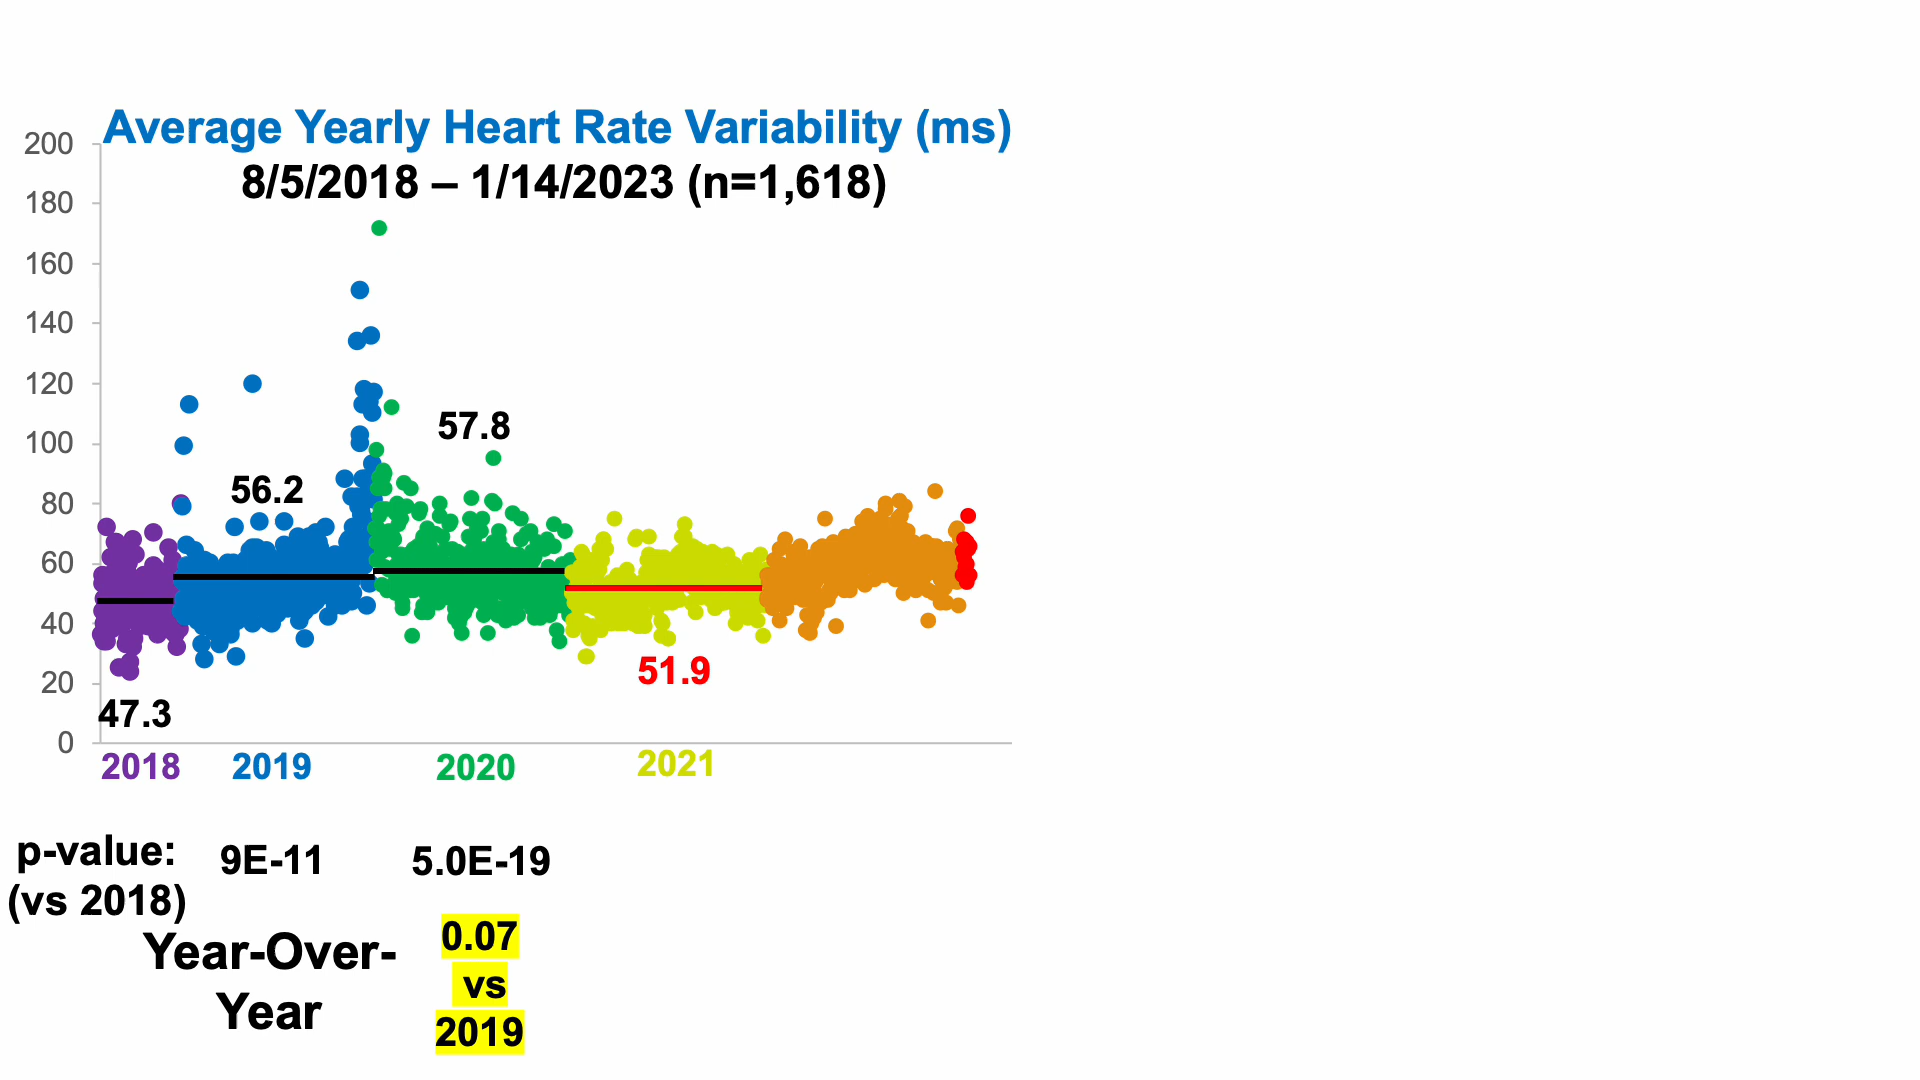 Average Yearly Heart Rate Variability (ms)
8/5/2018 – 1/14/2023 (n=1,618)
200
180
160
140
120
100
80
60
40
20
0
57.8
56.2
51.9
47.3
2018 2019 2020 2021
p-value: 9E-11 5.0E-19
(vs 2018)
Year-Over-
Year
0.07
vs
2019